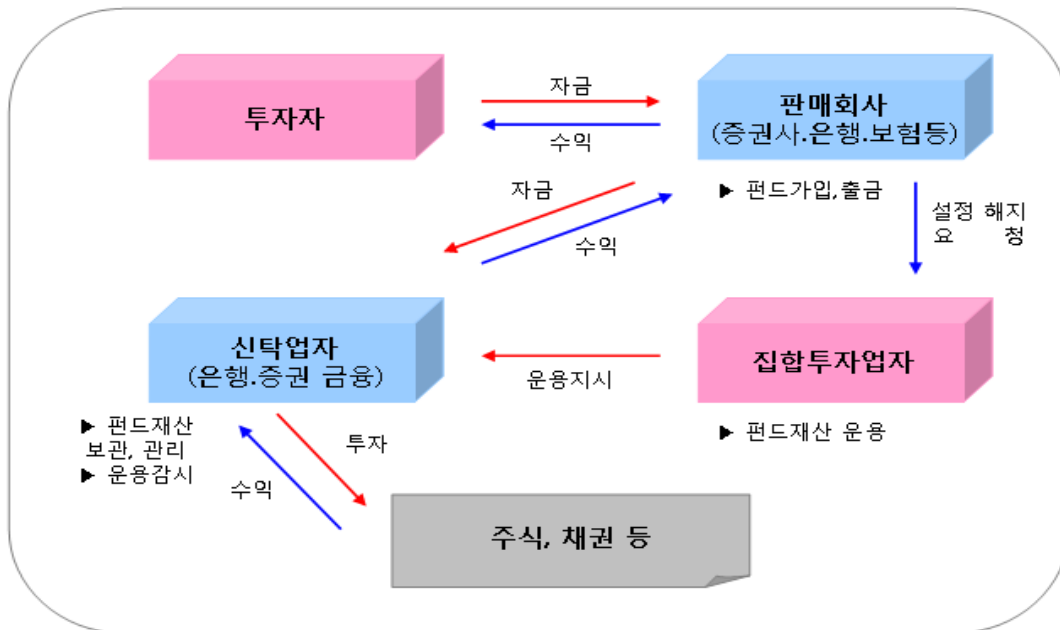 투자자
자금
수익
판매회사
(증권사.은행.보험등)
▶ 펀드가입,출금
자금
수익
설정 해지
요 청
신탁업자
(은행.증권 금융)
▶ 펀드재산
보관, 관리
▶ 운용감시
운용지시
집합투자업자
▶ 펀드재산 운용
투자
수익
주식, 채권 등